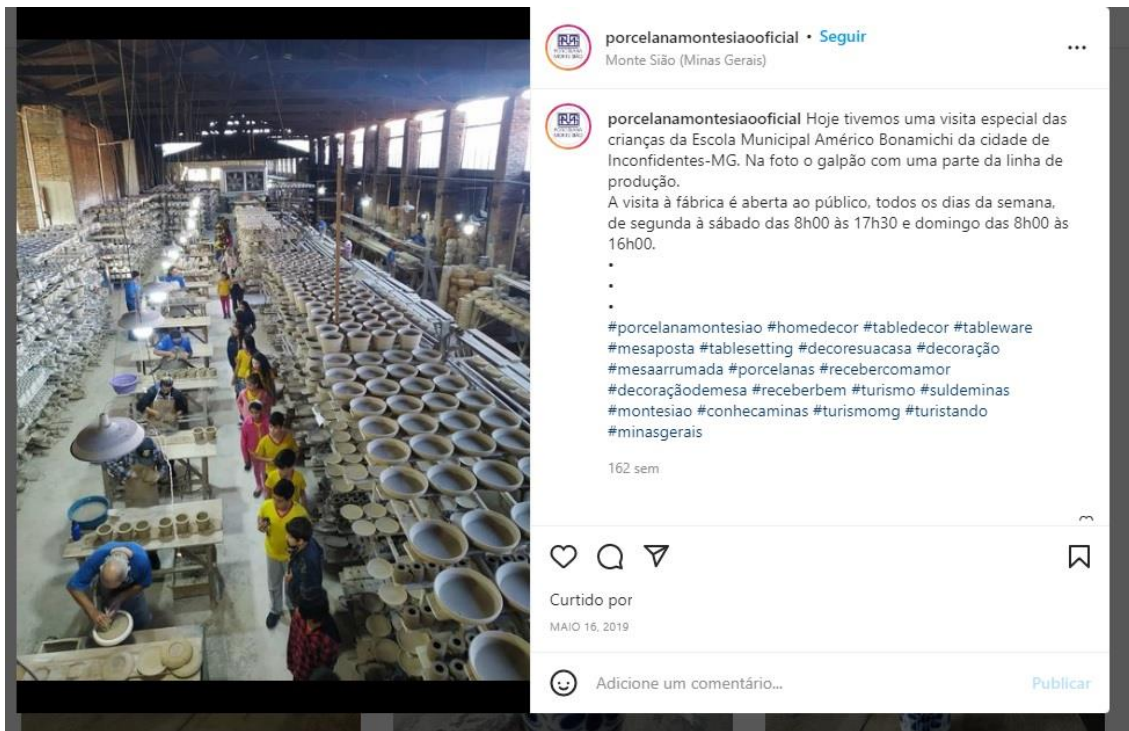 porcelanamontesiaooficial • Seguir
Monte Sião (Minas Gerais)
porcelanamontesiaooficial Hoje tivemos uma visita especial das
crianças da Escola Municipal Américo Bonamichi da cidade de
Inconfidentes-MG. Na foto o galpão com uma parte da linha de
produção.
A visita à fábrica é aberta ao público, todos os dias da semana,
de segunda à sábado das 8h00 às 17h30 e domingo das 8h00 às
16h00.
•
•
•
#porcelanamontesiao #homedecor #tabledecor #tableware
#mesaposta #tablesetting #decoresuacasa #decoração
#mesaarrumada #porcelanas #recebercomamor
#decoraçãodemesa #receberbem #turismo #suldeminas
#montesiao #conhecaminas #turismomg #turistando
#minasgerais
162 sem
Curtido por
MAIO 16, 2019
Adicione um comentário...
Publicar